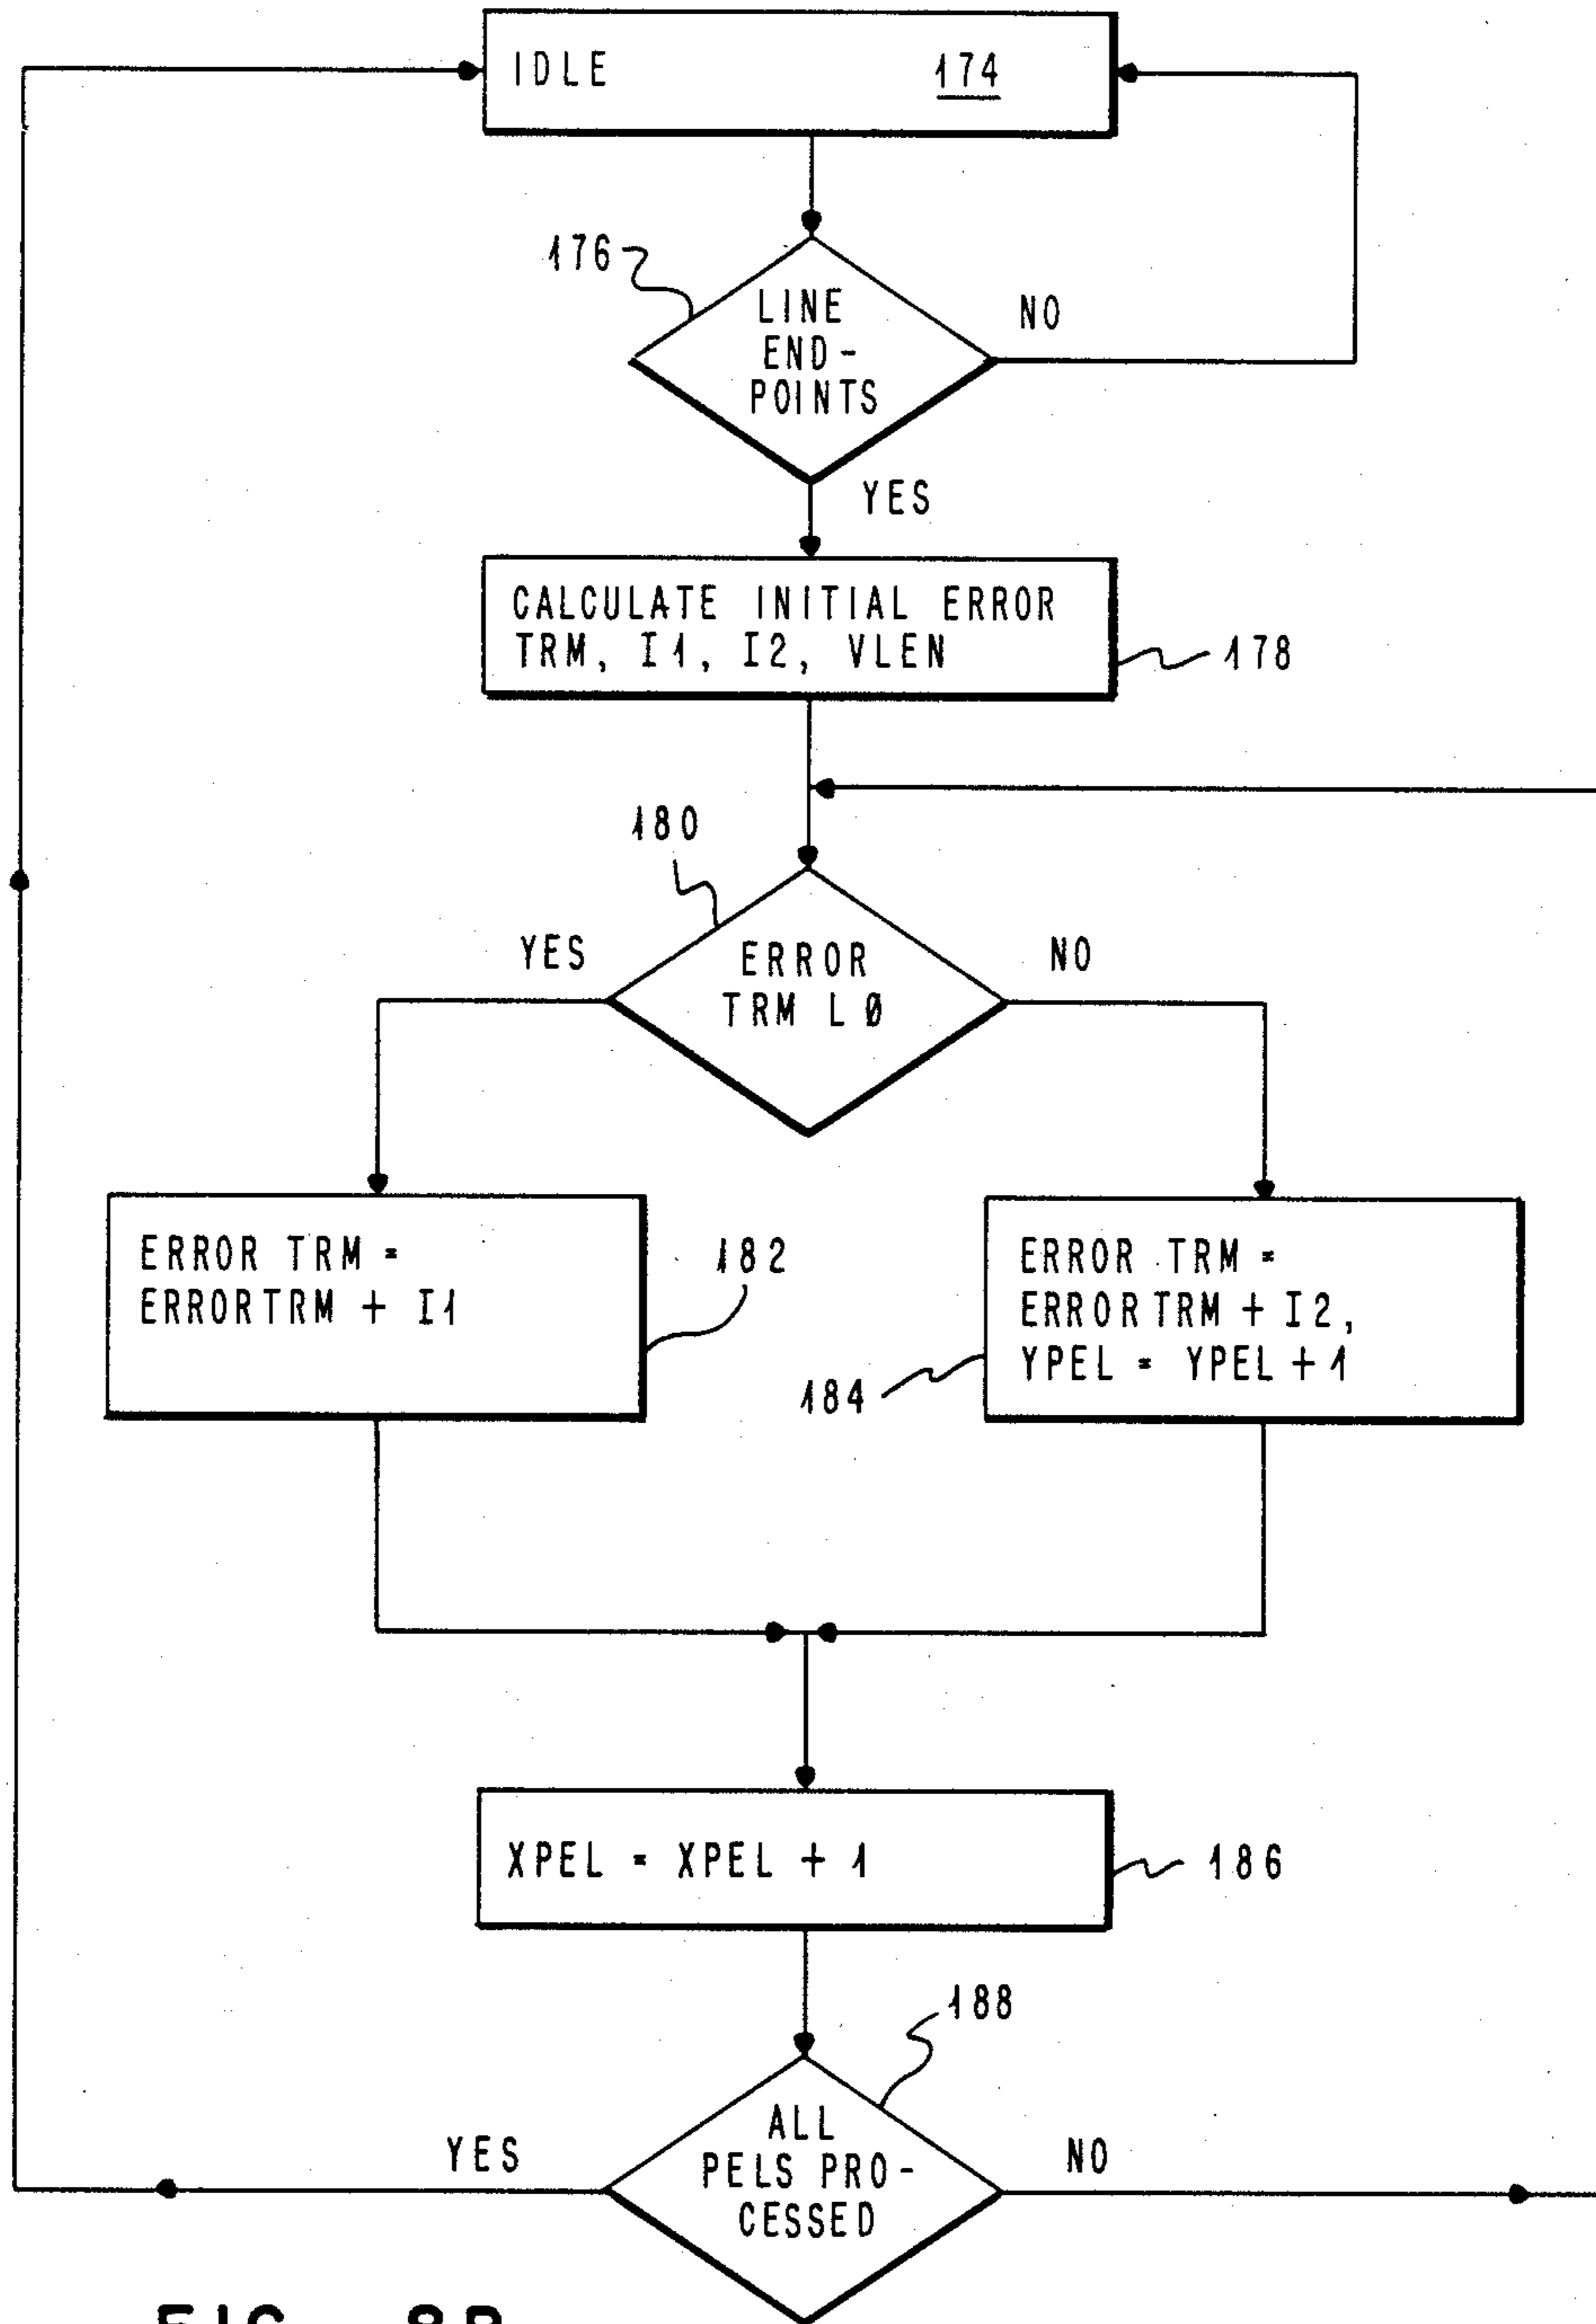 IDLE 174
176
LINE
END-
POINTS
NO
YES
CALCULATE INITIAL ERROR
TRM, I1, I2, VLEN
178
180
YES
ERROR
TRM L Ø
NO
ERROR TRM =
ERRORTRM + I1
182
ERROR TRM =
ERRORTRM + I2,
YPEL = YPEL + 1
184
XPEL = XPEL + 1
186
188
YES
ALL
PELS PRO-
CESSED
NO